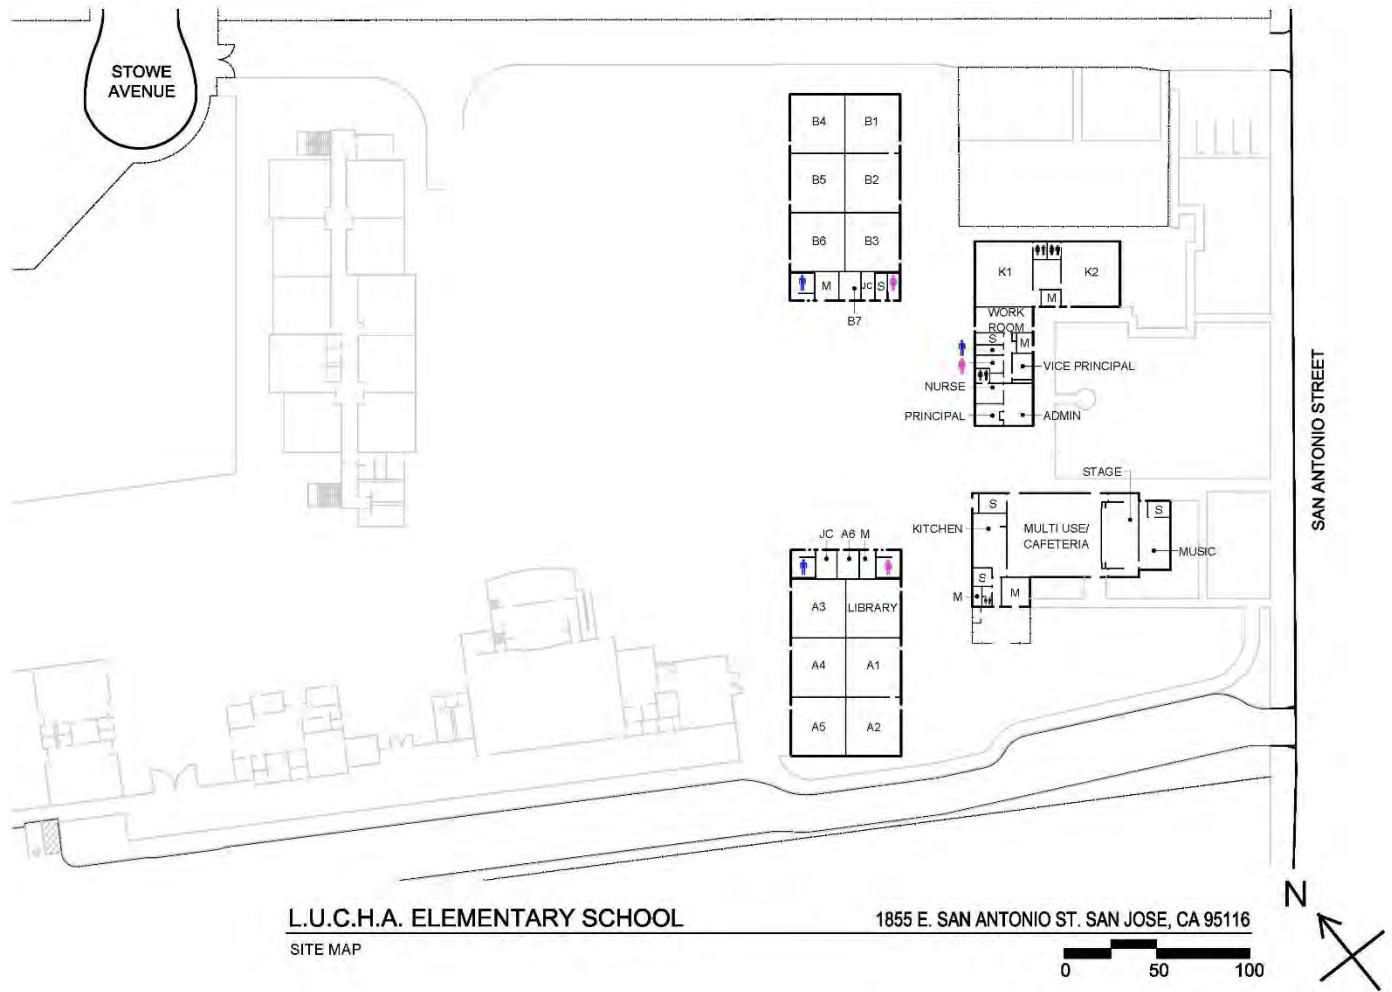 STOWE
AVENUE
B4
B1
B5
B2
B6
B3
M
JC
S
B7
K1
K2
M
WORK
ROOM
S
M
VICE PRINCIPAL
NURSE
PRINCIPAL
ADMIN
SAN ANTONIO STREET
STAGE
S
S
KITCHEN
MULTI USE/
CAFETERIA
MUSIC
S
M
M
JC
A6
M
A3
LIBRARY
A4
A1
A5
A2
N
L.U.C.H.A. ELEMENTARY SCHOOL
1855 E. SAN ANTONIO ST. SAN JOSE, CA 95116
SITE MAP
0
50
100